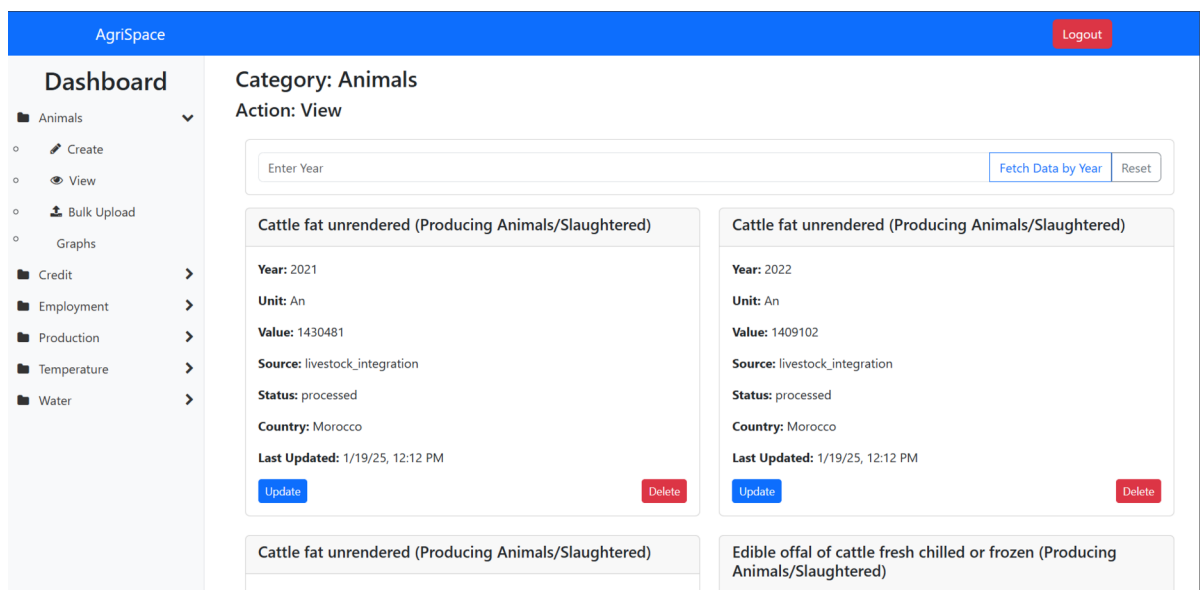 AgriSpace
Logout
Dashboard
Animals
Create
View
Bulk Upload
Graphs
Credit
Employment
Production
Temperature
Water
Category: Animals
Action: View
Enter Year
Fetch Data by Year
Reset
Cattle fat unrendered (Producing Animals/Slaughtered)
Year: 2021
Unit: An
Value: 1430481
Source: livestock_integration
Status: processed
Country: Morocco
Last Updated: 1/19/25, 12:12 PM
Update
Delete
Cattle fat unrendered (Producing Animals/Slaughtered)
Year: 2022
Unit: An
Value: 1409102
Source: livestock_integration
Status: processed
Country: Morocco
Last Updated: 1/19/25, 12:12 PM
Update
Delete
Cattle fat unrendered (Producing Animals/Slaughtered)
Edible offal of cattle fresh chilled or frozen (Producing
Animals/Slaughtered)